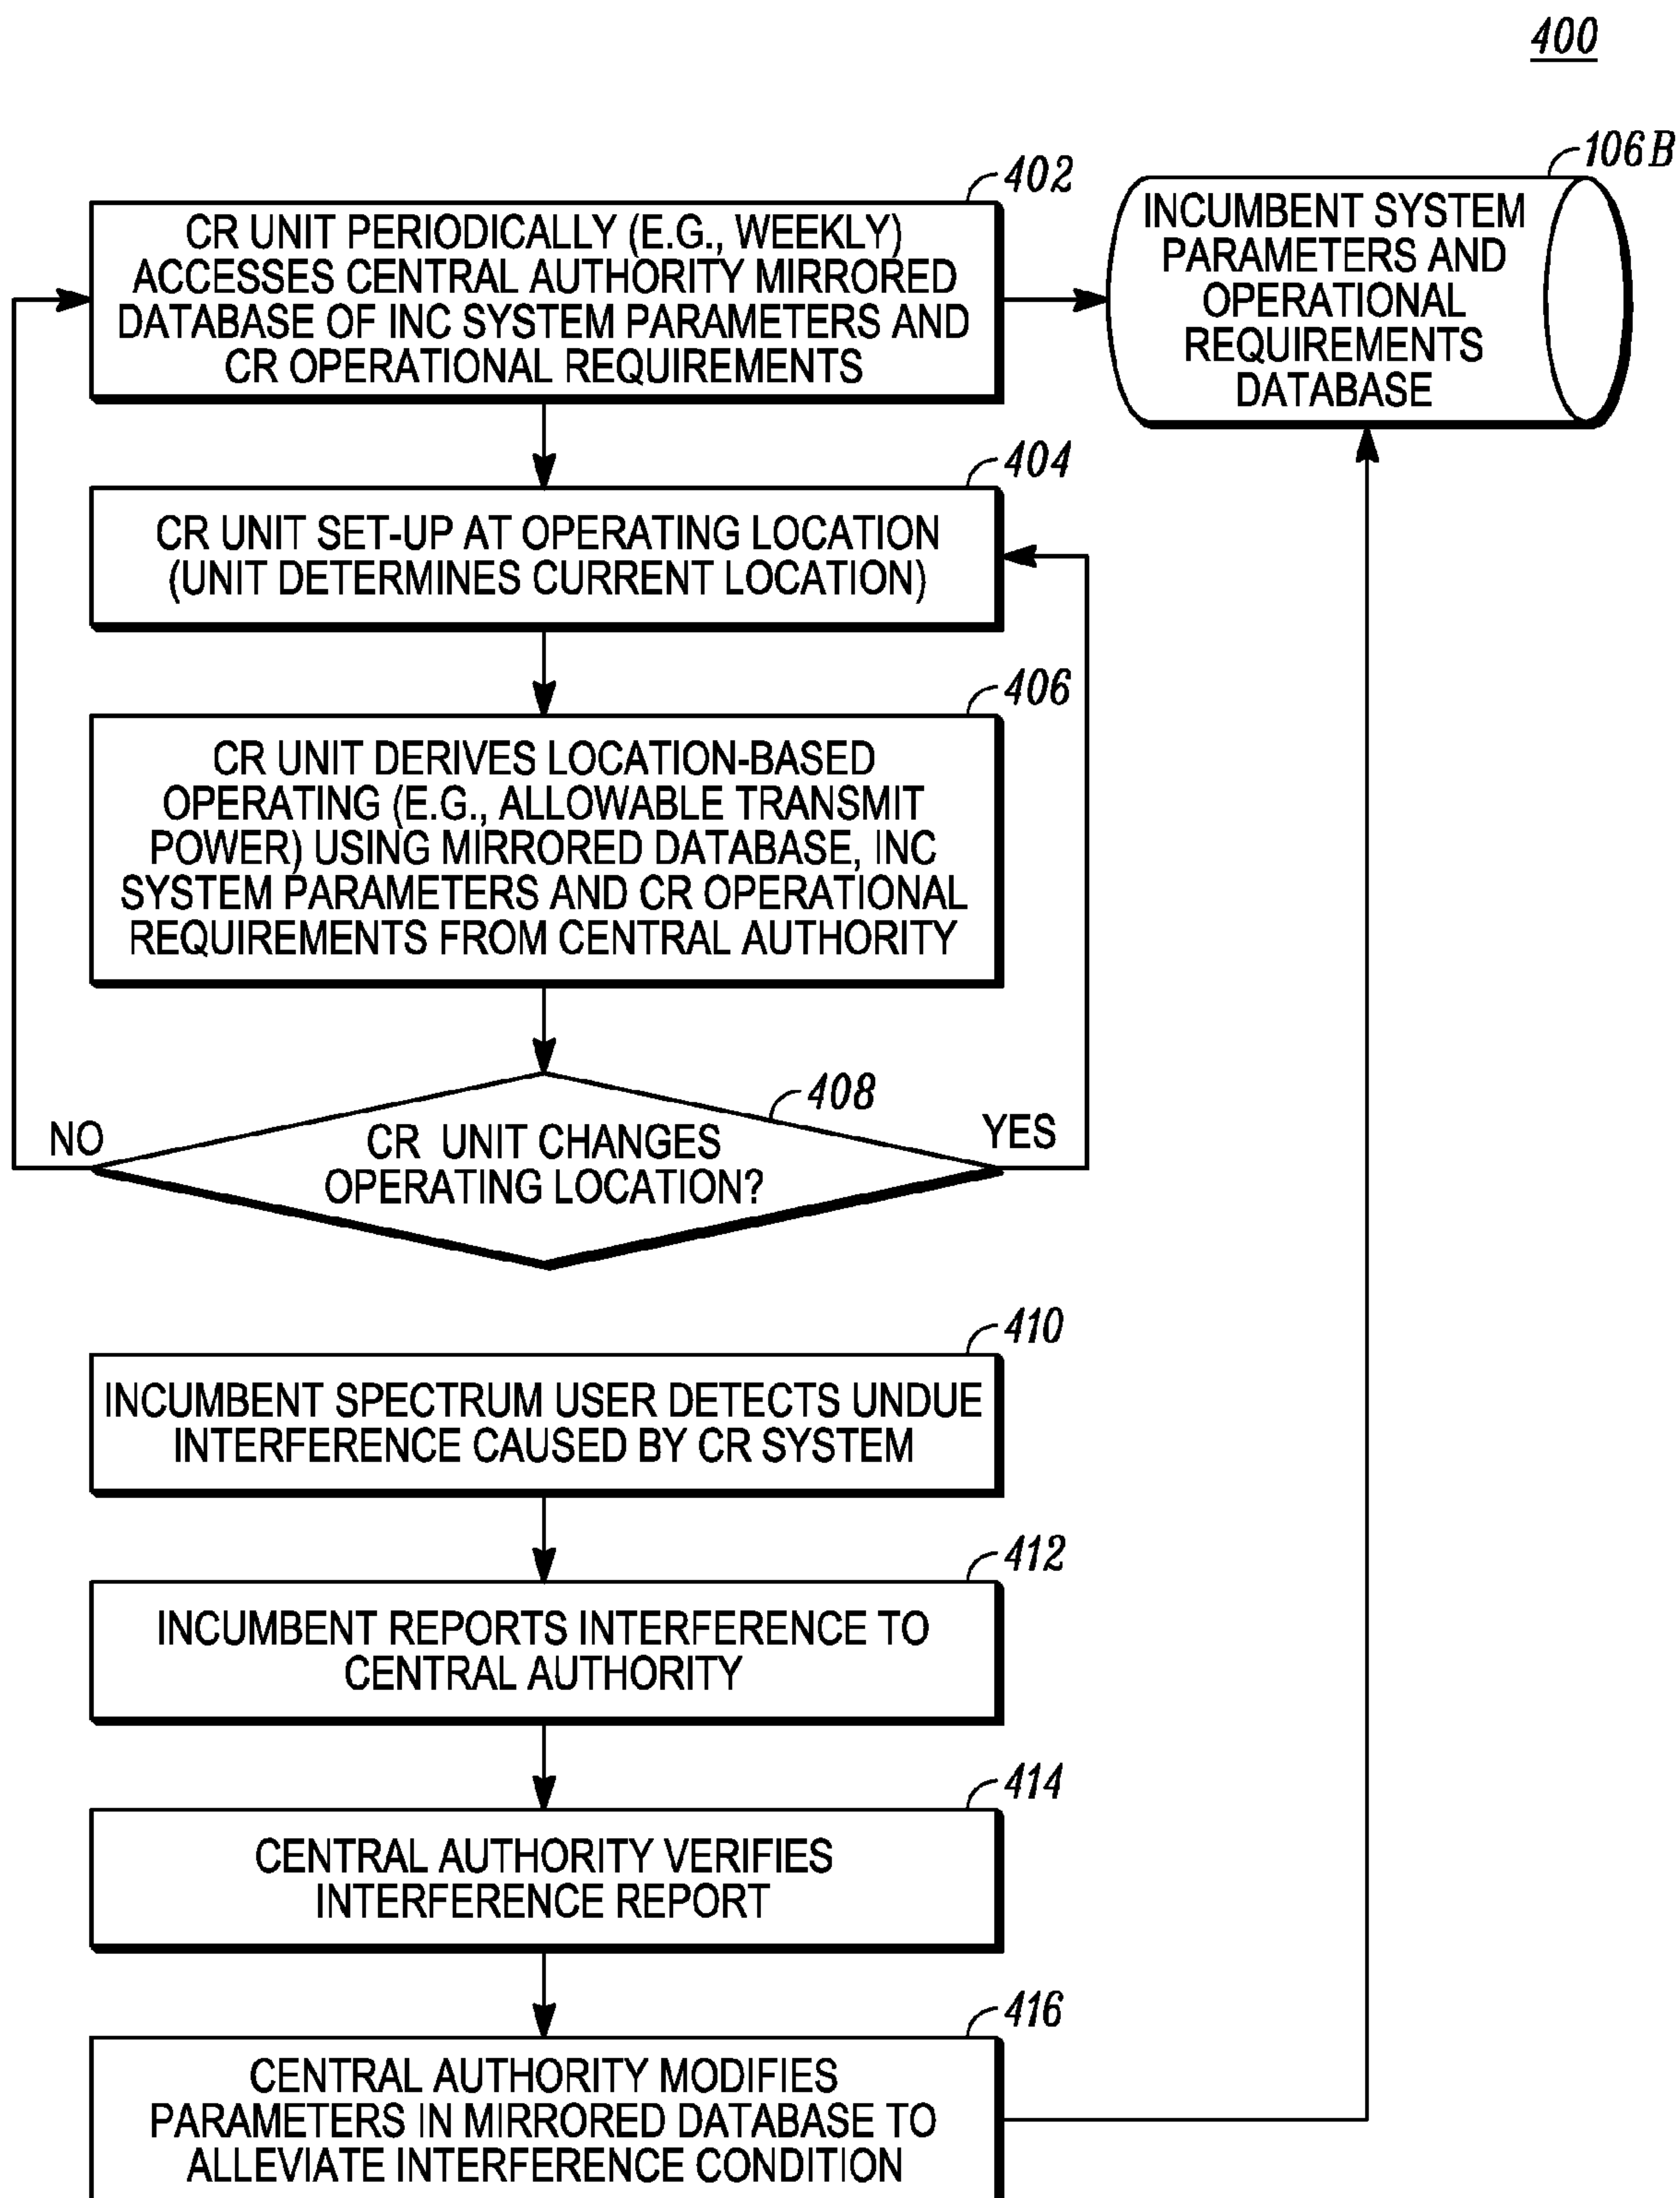 400
402
CR UNIT PERIODICALLY (E.G., WEEKLY)
ACCESSES CENTRAL AUTHORITY MIRRORED
DATABASE OF INC SYSTEM PARAMETERS AND
CR OPERATIONAL REQUIREMENTS
106B
INCUMBENT SYSTEM
PARAMETERS AND
OPERATIONAL
REQUIREMENTS
DATABASE
404
CR UNIT SET-UP AT OPERATING LOCATION
(UNIT DETERMINES CURRENT LOCATION)
406
CR UNIT DERIVES LOCATION-BASED
OPERATING (E.G., ALLOWABLE TRANSMIT
POWER) USING MIRRORED DATABASE, INC
SYSTEM PARAMETERS AND CR OPERATIONAL
REQUIREMENTS FROM CENTRAL AUTHORITY
408
NO
CR UNIT CHANGES
OPERATING LOCATION?
YES
410
INCUMBENT SPECTRUM USER DETECTS UNDUE
INTERFERENCE CAUSED BY CR SYSTEM
412
INCUMBENT REPORTS INTERFERENCE TO
CENTRAL AUTHORITY
414
CENTRAL AUTHORITY VERIFIES
INTERFERENCE REPORT
416
CENTRAL AUTHORITY MODIFIES
PARAMETERS IN MIRRORED DATABASE TO
ALLEVIATE INTERFERENCE CONDITION